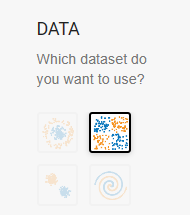 DATA
Which dataset do
you want to use?